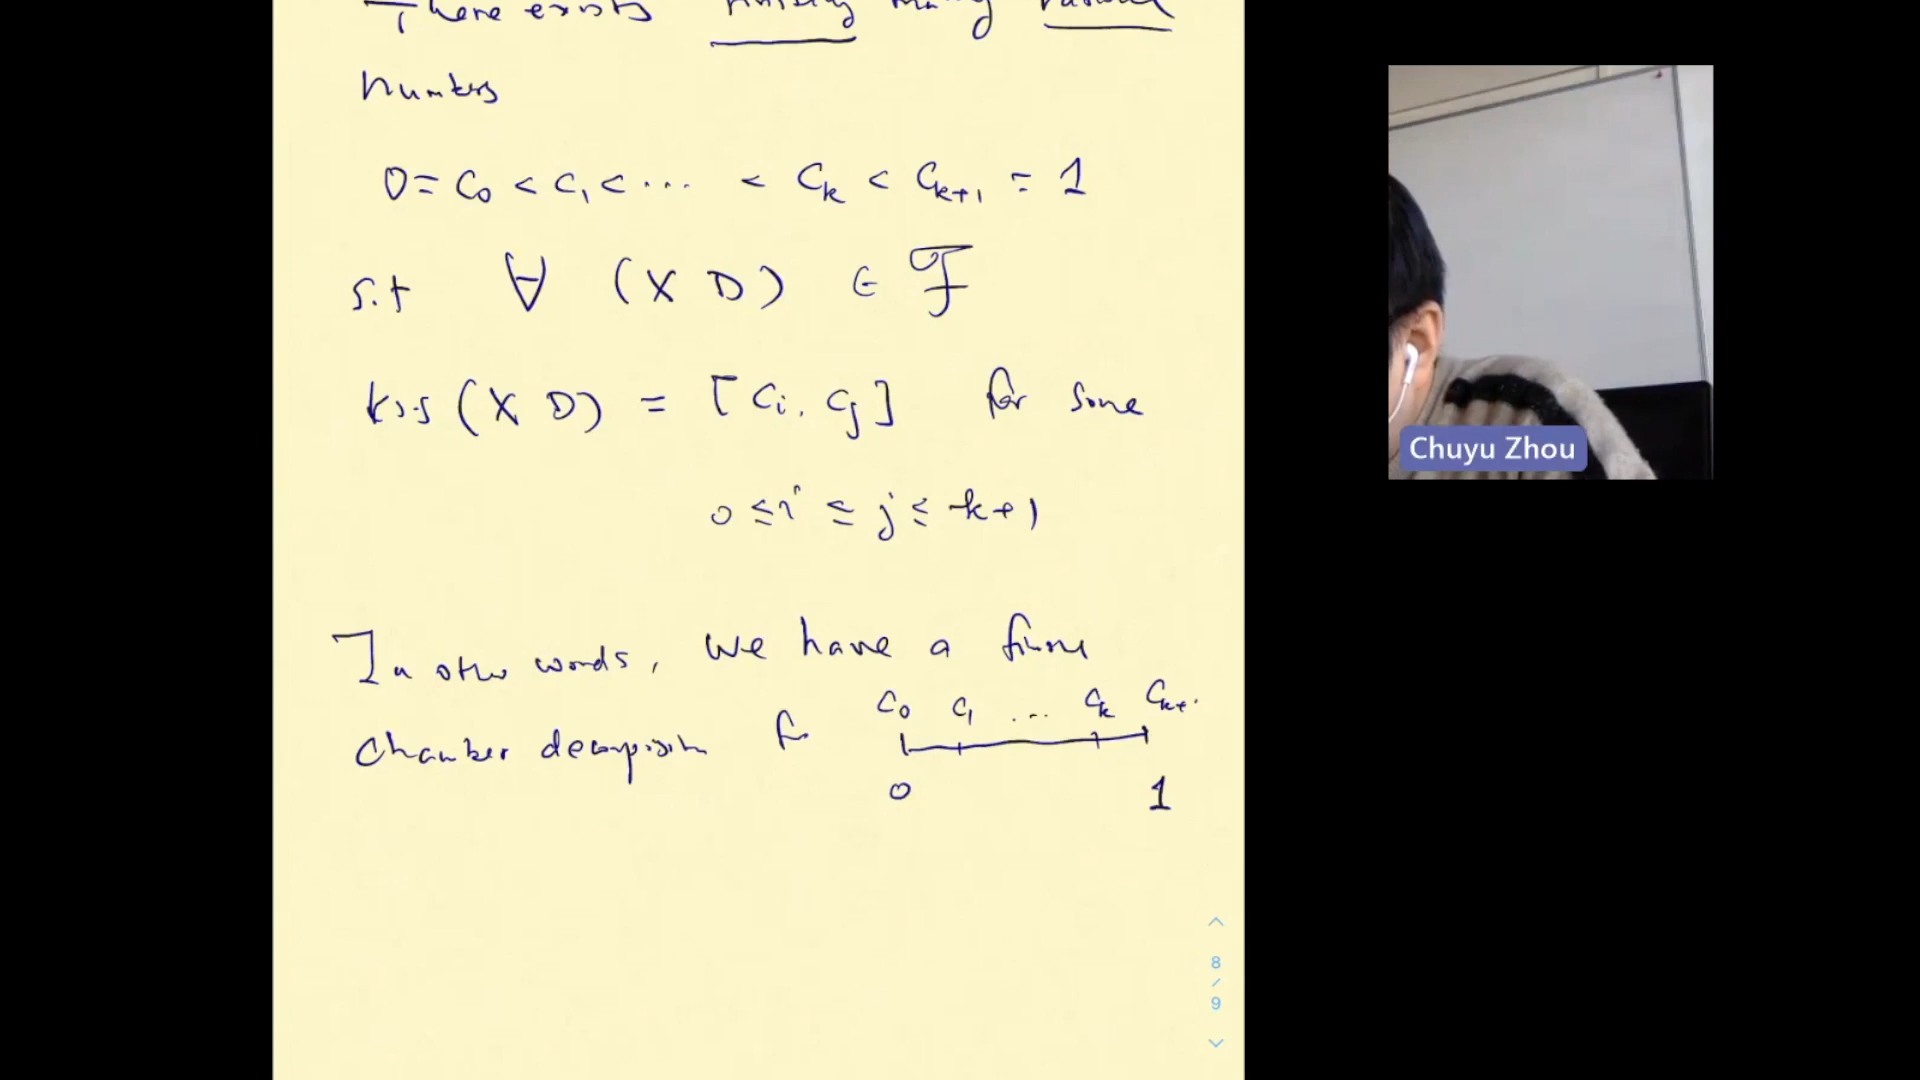 There exists finitely many rational
numbers
0 = C₀ < C₁ < ... < Cₖ < Cₖ₊₁ = 1
s.t ∀ (X D) ∈ F
kss (X D) = [Ci, Cj] for some
0 ≤ i ≤ j ≤ k+1
In other words, we have a finite
C₀ C₁ ... Cₖ Cₖ₊₁
chamber decomposition for
0 1
8
/
9
Chuyu Zhou